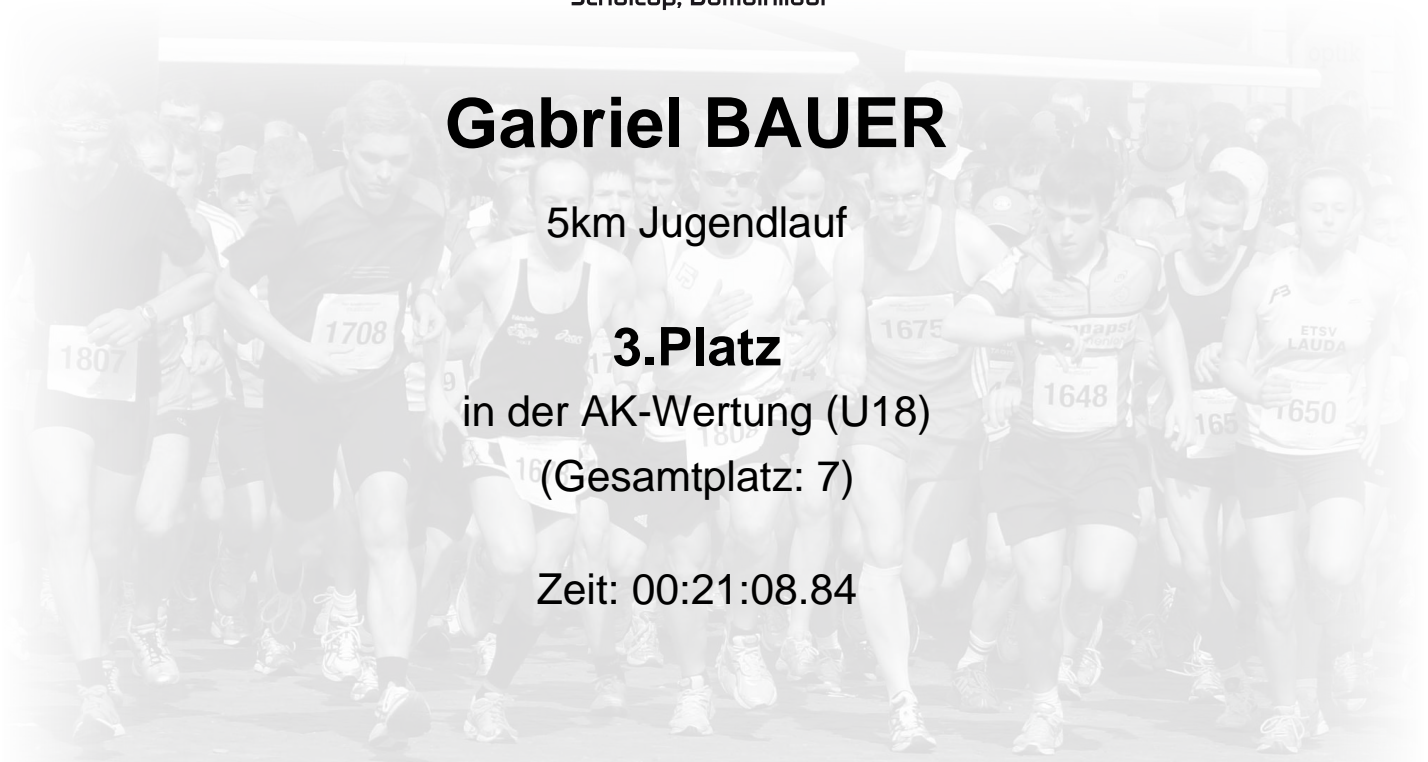 Gabriel BAUER
5km Jugendlauf
3.Platz
in der AK-Wertung (U18)
(Gesamtplatz: 7)
Zeit: 00:21:08.84
1807
1708
1675
1648
ETSV
LAUDA
1650